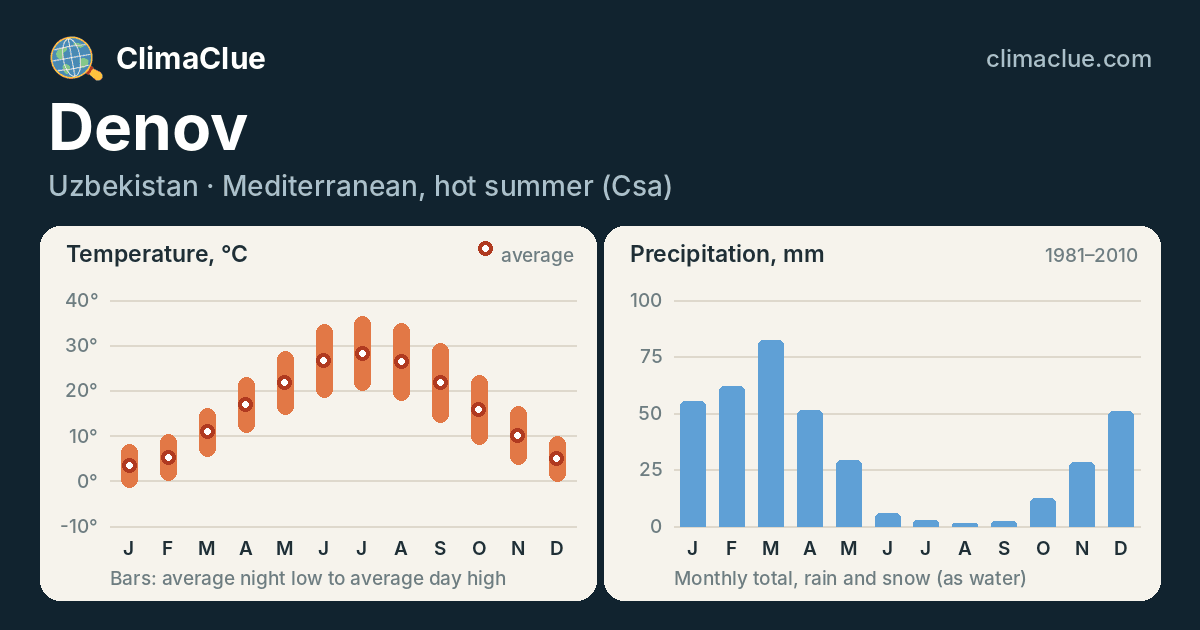 ClimaClue
climaclue.com
Denov
Uzbekistan · Mediterranean, hot summer (Csa)
Temperature, °C
average
40°
30°
20°
10°
0°
-10°
J F M A M J J A S O N D
Bars: average night low to average day high
Precipitation, mm
1981–2010
100
75
50
25
0
J F M A M J J A S O N D
Monthly total, rain and snow (as water)